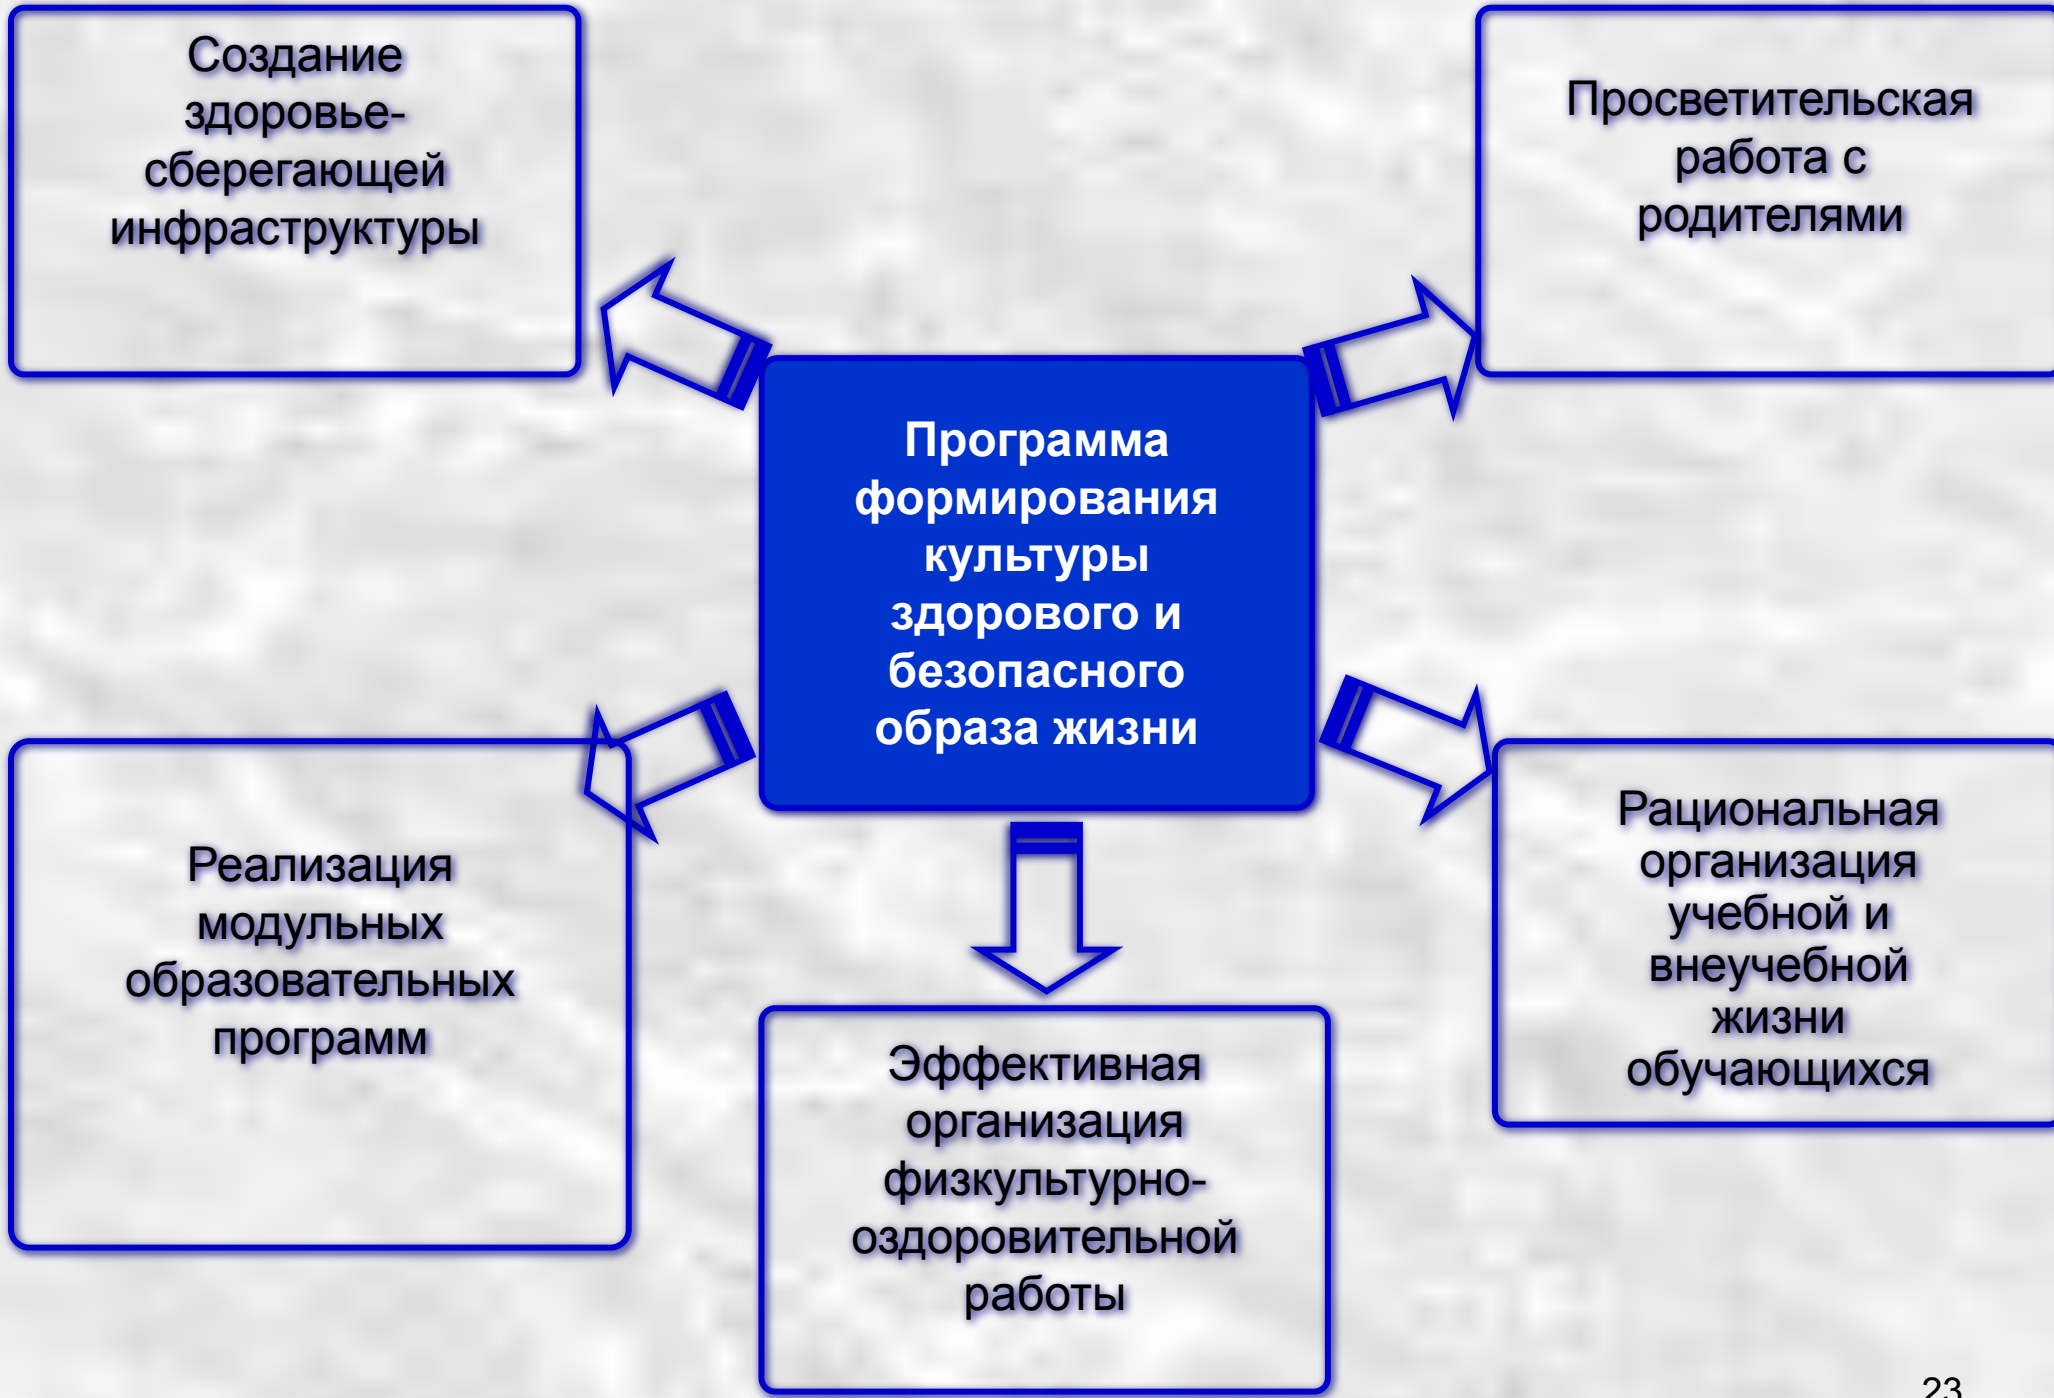 Создание
здоровье-
сберегающей
инфраструктуры
Просветительская
работа с
родителями
Программа
формирования
культуры
здорового и
безопасного
образа жизни
Реализация
модульных
образовательных
программ
Эффективная
организация
физкультурно-
оздоровительной
работы
Рациональная
организация
учебной и
внеучебной
жизни
обучающихся
23